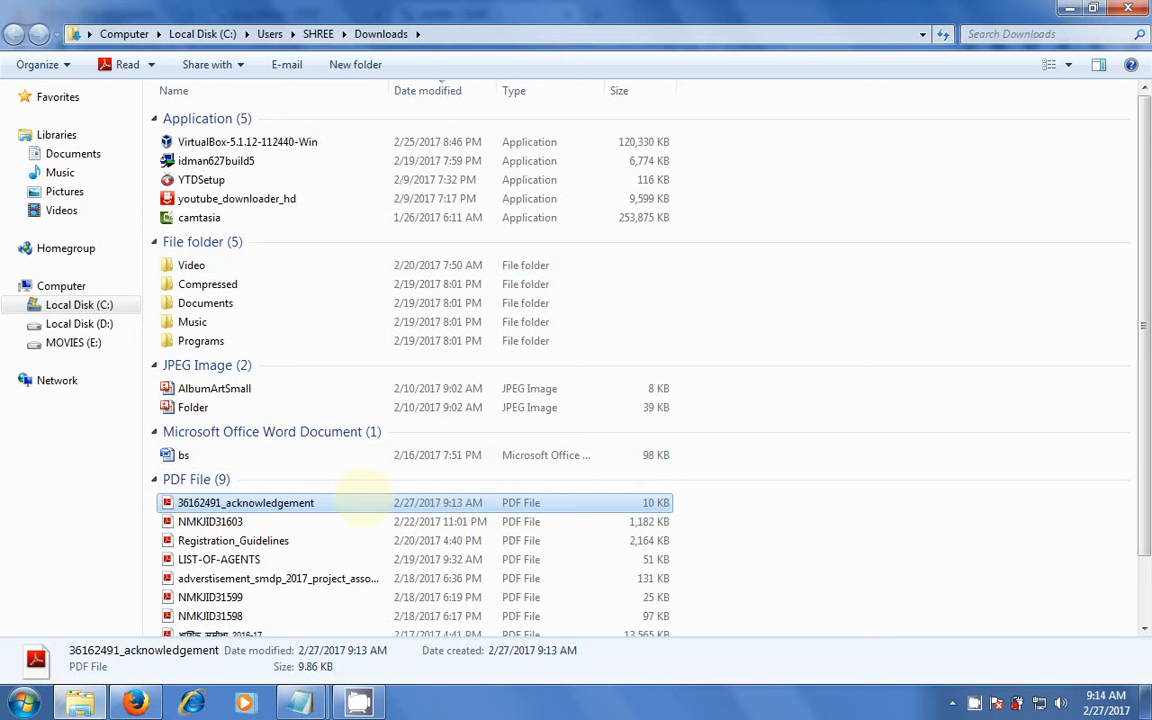 Computer Local Disk (C:) Users SHREE Downloads Search Downloads
Organize Read Share with E-mail New folder
Name Date modified Type Size
Favorites
Libraries
Documents
Music
Pictures
Videos
Homegroup
Computer
Local Disk (C:)
Local Disk (D:)
MOVIES (E:)
Network
Application (5)
VirtualBox-5.1.12-112440-Win 2/25/2017 8:46 PM Application 120,330 KB
idman627build5 2/19/2017 7:59 PM Application 6,774 KB
YTDSetup 2/9/2017 7:32 PM Application 116 KB
youtube_downloader_hd 2/9/2017 7:17 PM Application 9,599 KB
camtasia 1/26/2017 6:11 AM Application 253,875 KB
File folder (5)
Video 2/20/2017 7:50 AM File folder
Compressed 2/19/2017 8:01 PM File folder
Documents 2/19/2017 8:01 PM File folder
Music 2/19/2017 8:01 PM File folder
Programs 2/19/2017 8:01 PM File folder
JPEG Image (2)
AlbumArtSmall 2/10/2017 9:02 AM JPEG Image 8 KB
Folder 2/10/2017 9:02 AM JPEG Image 39 KB
Microsoft Office Word Document (1)
bs 2/16/2017 7:51 PM Microsoft Office ... 98 KB
PDF File (9)
36162491_acknowledgement 2/27/2017 9:13 AM PDF File 10 KB
NMKJID31603 2/22/2017 11:01 PM PDF File 1,182 KB
Registration_Guidelines 2/20/2017 4:40 PM PDF File 2,164 KB
LIST-OF-AGENTS 2/19/2017 9:32 AM PDF File 51 KB
adverstisement_smdp_2017_project_asso... 2/18/2017 6:36 PM PDF File 131 KB
NMKJID31599 2/18/2017 6:19 PM PDF File 25 KB
NMKJID31598 2/18/2017 6:17 PM PDF File 97 KB
2/17/2017 4:41 PM PDF File 13,565 KB
36162491_acknowledgement Date modified: 2/27/2017 9:13 AM Date created: 2/27/2017 9:13 AM
PDF File Size: 9.86 KB
9:14 AM
2/27/2017